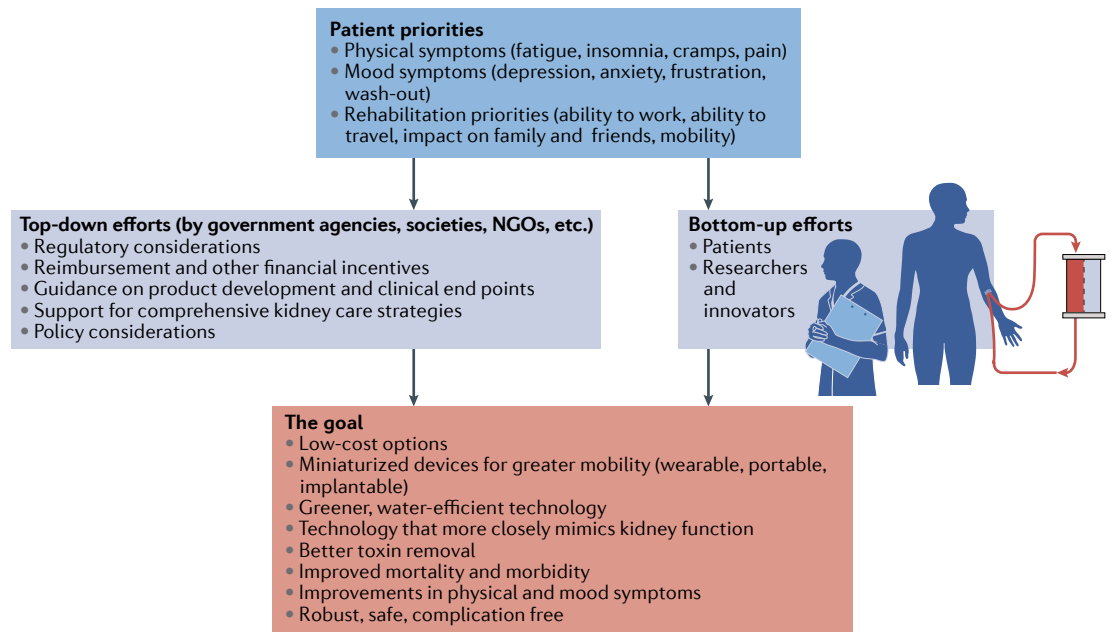 Patient priorities
• Physical symptoms (fatigue, insomnia, cramps, pain)
• Mood symptoms (depression, anxiety, frustration,
wash-out)
• Rehabilitation priorities (ability to work, ability to
travel, impact on family and friends, mobility)
Top-down efforts (by government agencies, societies, NGOs, etc.)
• Regulatory considerations
• Reimbursement and other financial incentives
• Guidance on product development and clinical end points
• Support for comprehensive kidney care strategies
• Policy considerations
Bottom-up efforts
• Patients
• Researchers
and
innovators
The goal
• Low-cost options
• Miniaturized devices for greater mobility (wearable, portable,
implantable)
• Greener, water-efficient technology
• Technology that more closely mimics kidney function
• Better toxin removal
• Improved mortality and morbidity
• Improvements in physical and mood symptoms
• Robust, safe, complication free